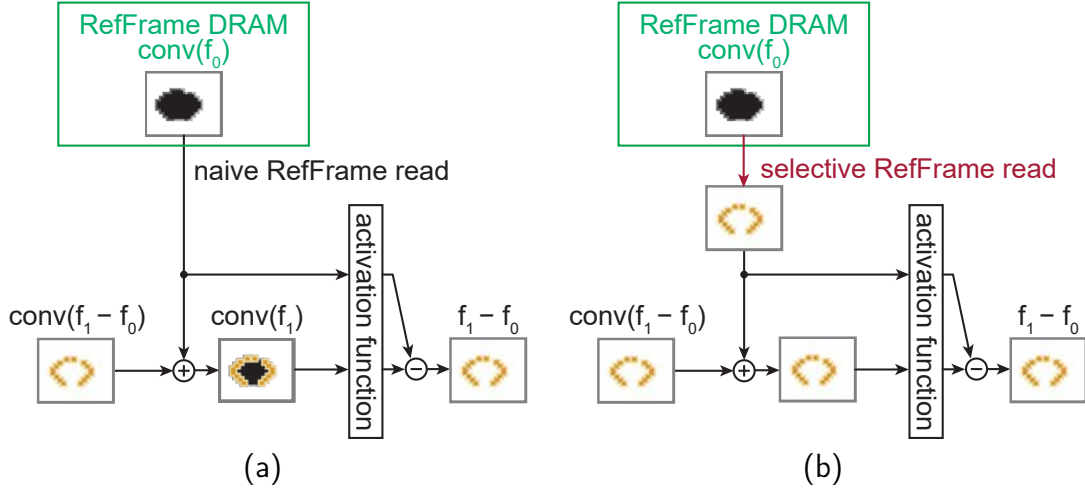 RefFrame DRAM
conv(f₀)
naive RefFrame read
activation function
conv(f₁ − f₀)
conv(f₁)
f₁ − f₀
+
−
(a)
RefFrame DRAM
conv(f₀)
selective RefFrame read
activation function
conv(f₁ − f₀)
f₁ − f₀
+
−
(b)